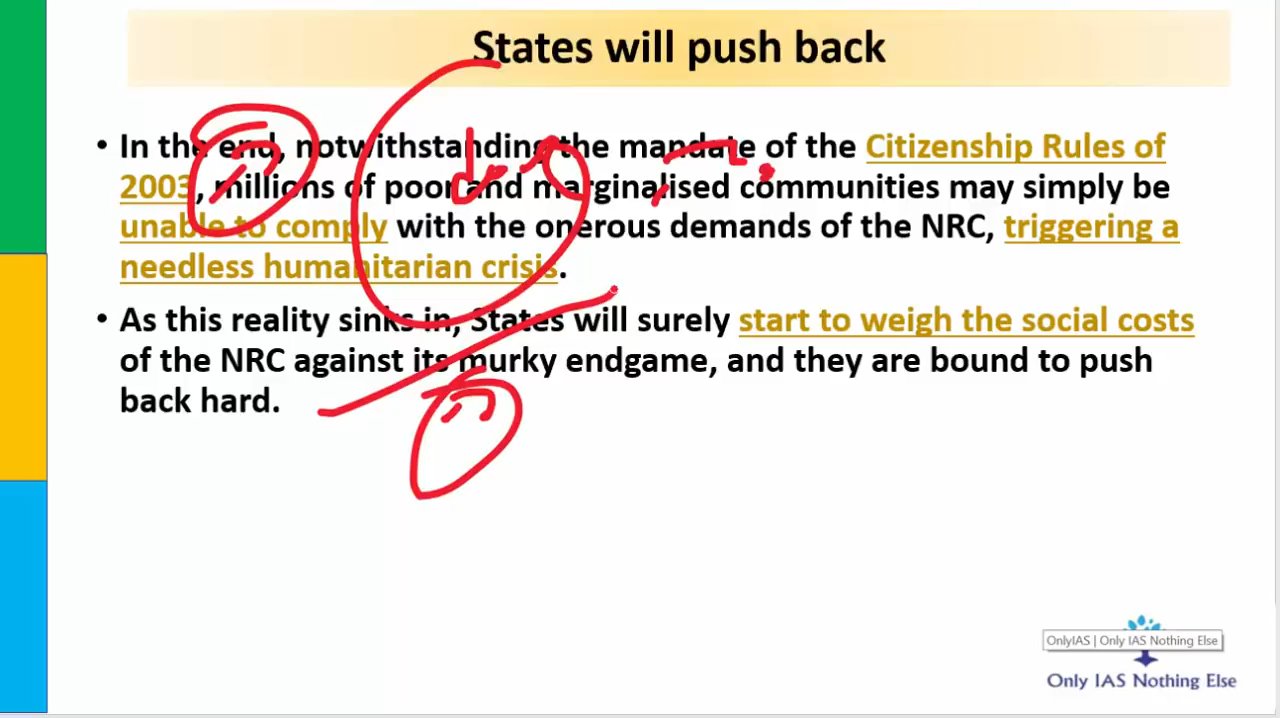 States will push back
• In the end, notwithstanding the mandate of the Citizenship Rules of
2003, millions of poor and marginalised communities may simply be
unable to comply with the onerous demands of the NRC, triggering a
needless humanitarian crisis.
• As this reality sinks in, States will surely start to weigh the social costs
of the NRC against its murky endgame, and they are bound to push
back hard.
OnlyIAS | Only IAS Nothing Else
Only IAS Nothing Else